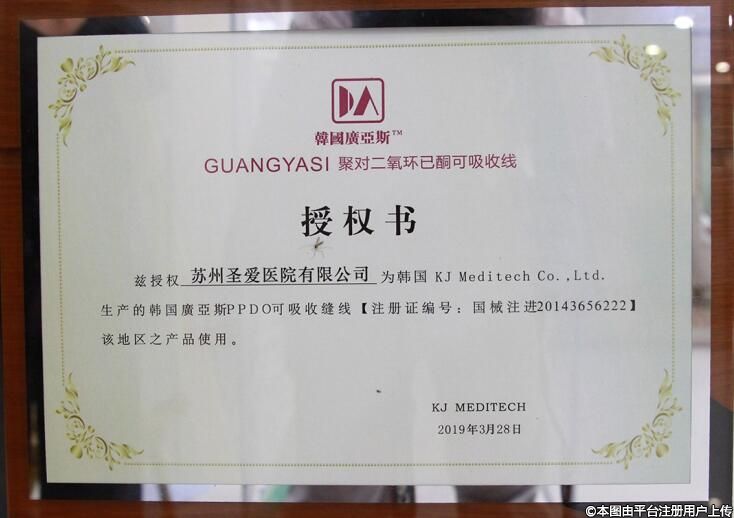 DA
韓國廣亞斯™
GUANGYASI 聚对二氧环已酮可吸收线
授权书
兹授权 苏州圣爱医院有限公司 为韩国 KJ Meditech Co.,Ltd.
生产的韩国廣亞斯PPDO可吸收缝线【注册证编号：国械注进20143656222】
该地区之产品使用。
KJ MEDITECH
2019年3月28日
©本图由平台注册用户上传